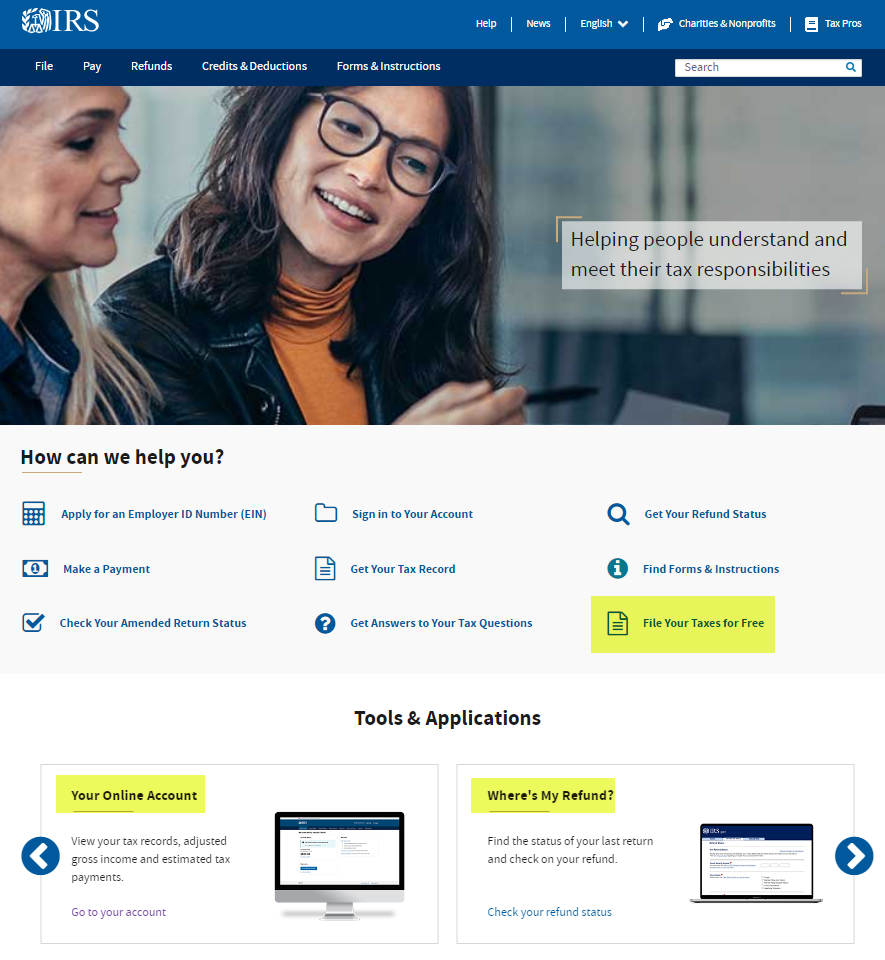 IRS
Help
News
English
Charities & Nonprofits
Tax Pros
File
Pay
Refunds
Credits & Deductions
Forms & Instructions
Search
Helping people understand and
meet their tax responsibilities
How can we help you?
Apply for an Employer ID Number (EIN)
Sign in to Your Account
Get Your Refund Status
Make a Payment
Get Your Tax Record
Find Forms & Instructions
Check Your Amended Return Status
Get Answers to Your Tax Questions
File Your Taxes for Free
Tools & Applications
Your Online Account
View your tax records, adjusted
gross income and estimated tax
payments.
Go to your account
Where's My Refund?
Find the status of your last return
and check on your refund.
Check your refund status